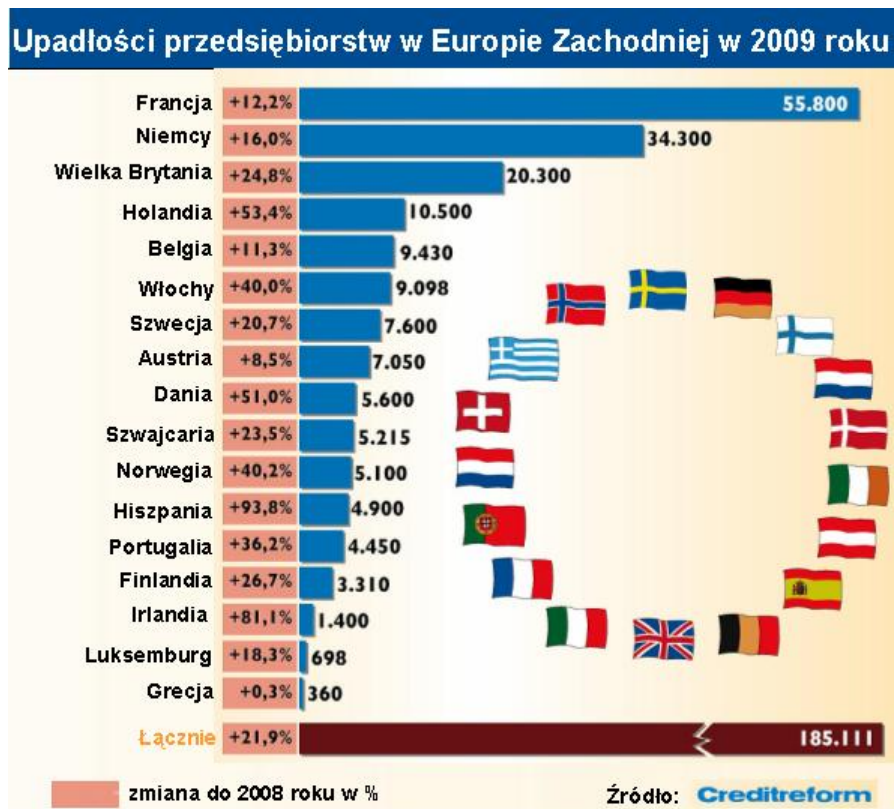 Upadłości przedsiębiorstw w Europie Zachodniej w 2009 roku
Francja +12,2% 55.800
Niemcy +16,0% 34.300
Wielka Brytania +24,8% 20.300
Holandia +53,4% 10.500
Belgia +11,3% 9.430
Włochy +40,0% 9.098
Szwecja +20,7% 7.600
Austria +8,5% 7.050
Dania +51,0% 5.600
Szwajcaria +23,5% 5.215
Norwegia +40,2% 5.100
Hiszpania +93,8% 4.900
Portugalia +36,2% 4.450
Finlandia +26,7% 3.310
Irlandia +81,1% 1.400
Luksemburg +18,3% 698
Grecja +0,3% 360
Łącznie +21,9% 185.111
zmiana do 2008 roku w % Źródło: Creditreform